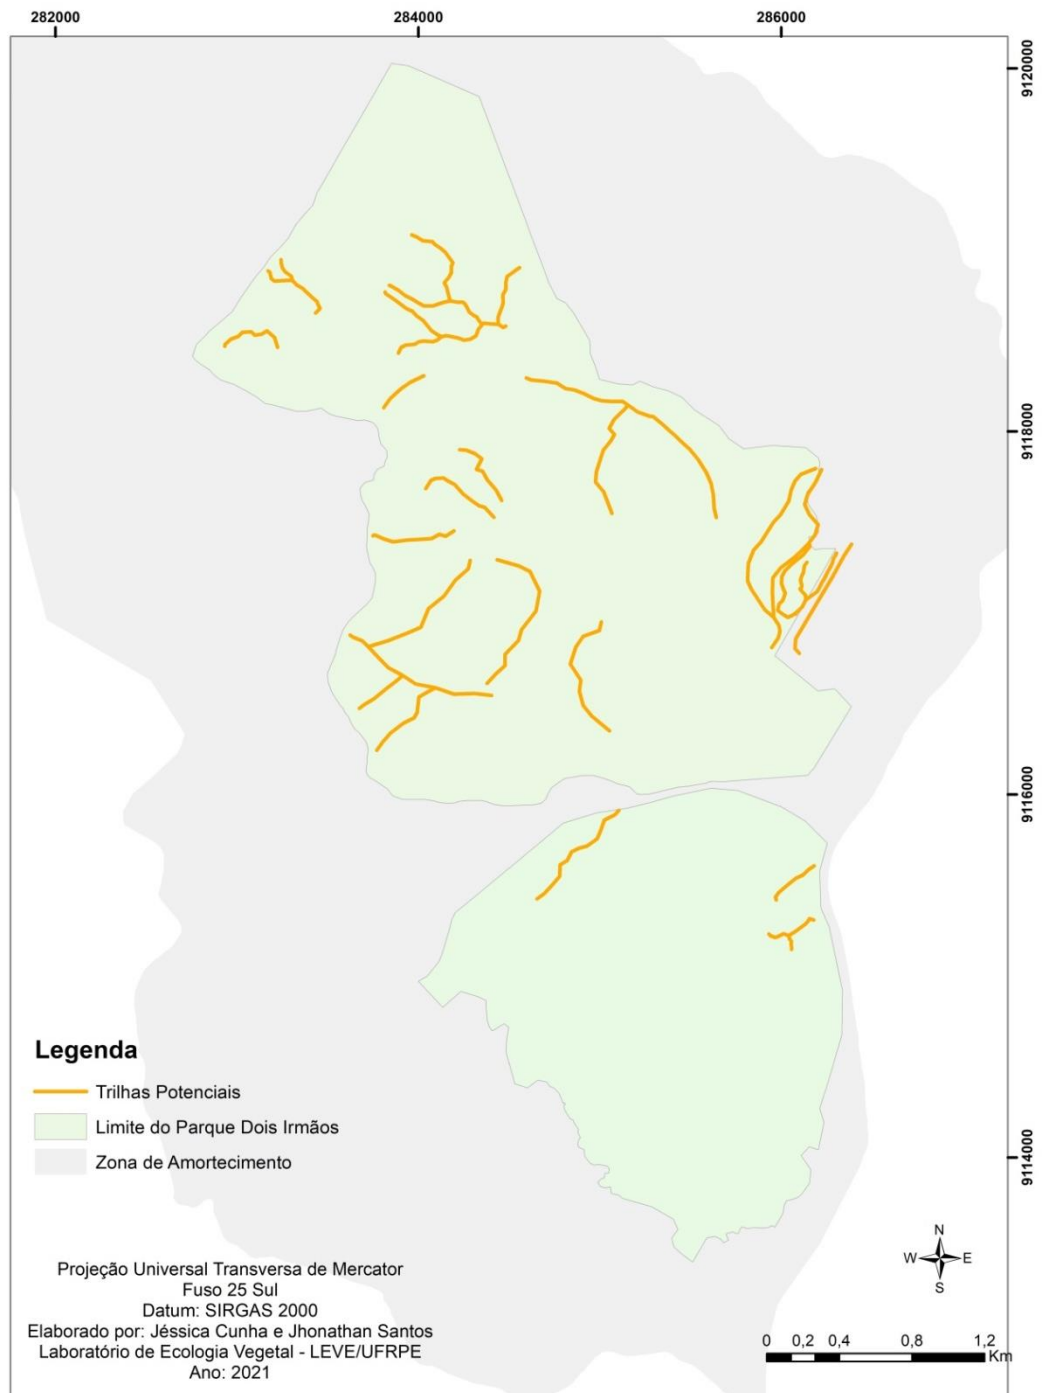 282000
284000
286000
9120000
9118000
9116000
9114000
Legenda
Trilhas Potenciais
Limite do Parque Dois Irmãos
Zona de Amortecimento
Projeção Universal Transversa de Mercator
Fuso 25 Sul
Datum: SIRGAS 2000
Elaborado por: Jéssica Cunha e Jhonathan Santos
Laboratório de Ecologia Vegetal - LEVE/UFRPE
Ano: 2021
N
W E
S
0 0,2 0,4 0,8 1,2
Km